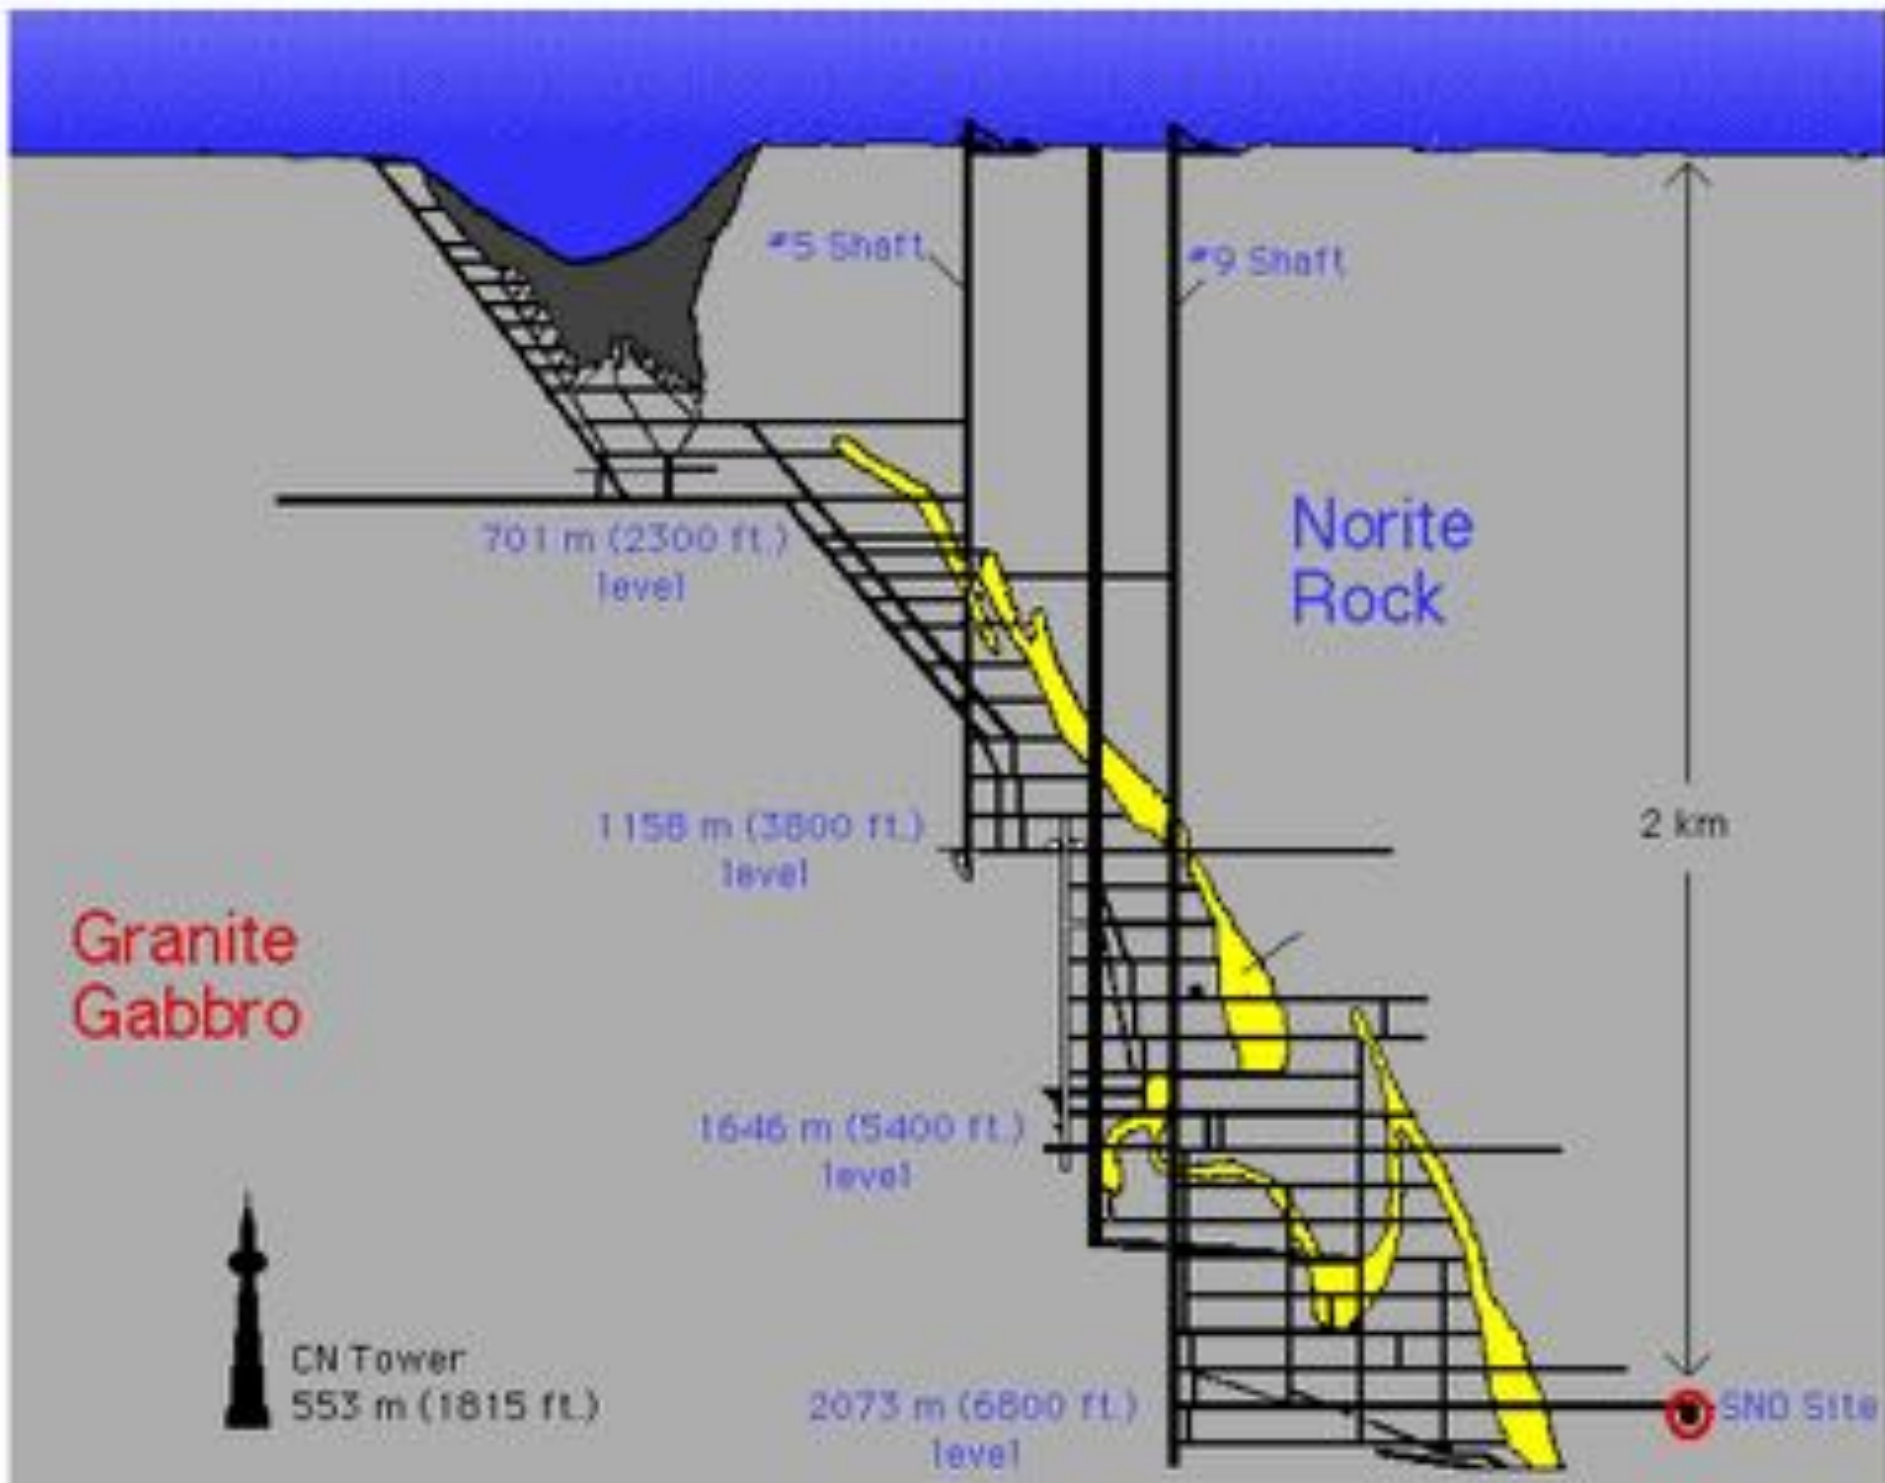 #5 Shaft
#9 Shaft
701 m (2300 ft.)
level
Norite
Rock
1158 m (3800 ft.)
level
2 km
Granite
Gabbro
1646 m (5400 ft.)
level
CN Tower
553 m (1815 ft.)
2073 m (6800 ft.)
level
SNO Site